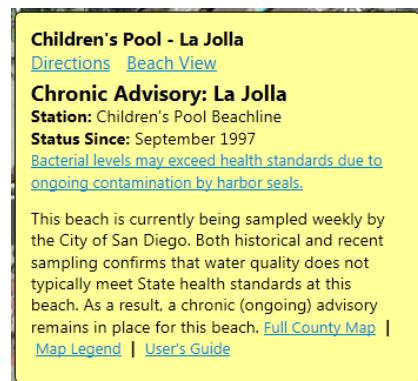 Children's Pool - La Jolla
Directions Beach View
Chronic Advisory: La Jolla
Station: Children's Pool Beachline
Status Since: September 1997
Bacterial levels may exceed health standards due to
ongoing contamination by harbor seals.
This beach is currently being sampled weekly by
the City of San Diego. Both historical and recent
sampling confirms that water quality does not
typically meet State health standards at this
beach. As a result, a chronic (ongoing) advisory
remains in place for this beach. Full County Map |
Map Legend | User's Guide